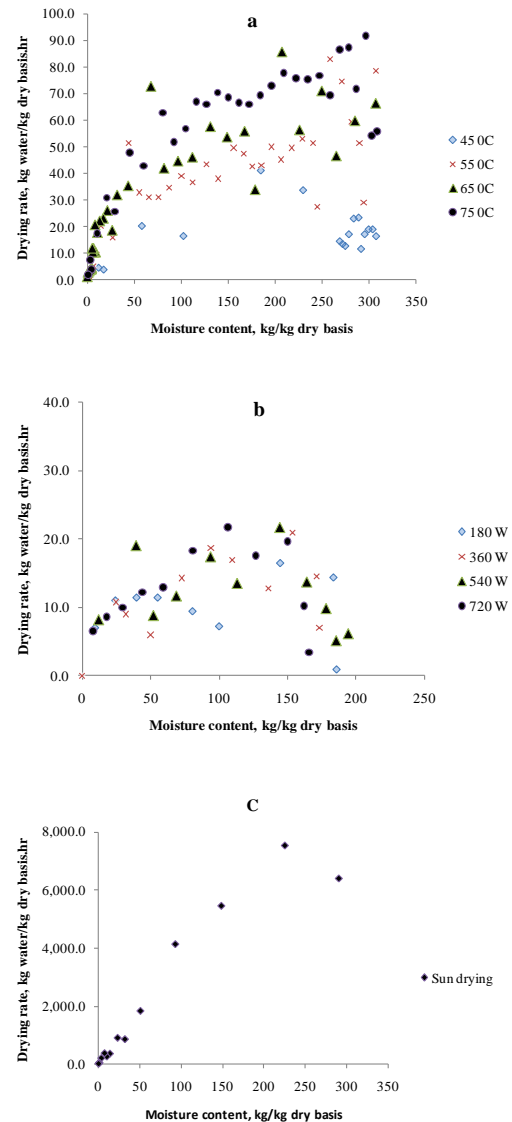 a
Drying rate, kg water/kg dry basis.hr
100.0
90.0
80.0
70.0
60.0
50.0
40.0
30.0
20.0
10.0
0.0
0 50 100 150 200 250 300 350
Moisture content, kg/kg dry basis
45 0C
55 0C
65 0C
75 0C
b
Drying rate, kg water/kg dry basis.hr
40.0
30.0
20.0
10.0
0.0
0 50 100 150 200 250
Moisture content, kg/kg dry basis
180 W
360 W
540 W
720 W
C
Drying rate, kg water/kg dry basis.hr
8,000.0
6,000.0
4,000.0
2,000.0
0.0
0 50 100 150 200 250 300 350
Moisture content, kg/kg dry basis
Sun drying